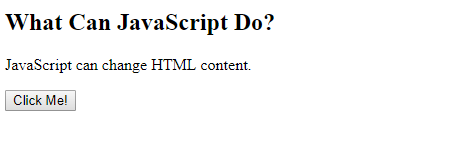 What Can JavaScript Do?
JavaScript can change HTML content.
Click Me!